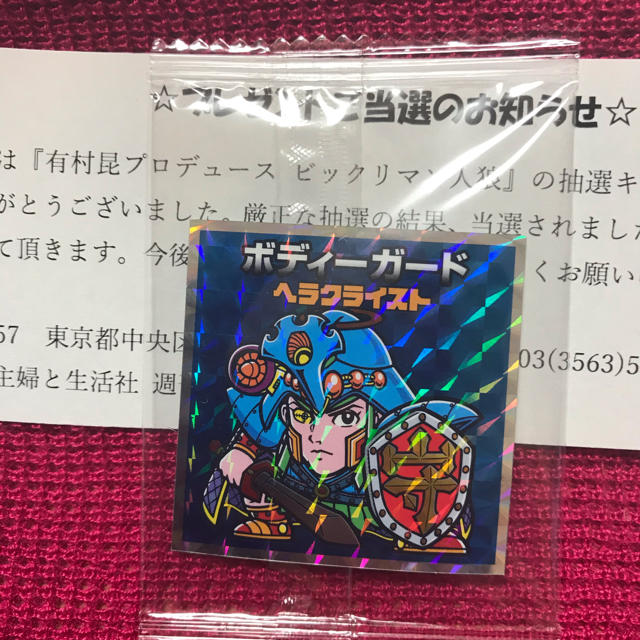 ☆プレゼントご当選のお知らせ☆
は『有村昆プロデュース ビックリマン人狼』の抽選キ
がとうございました。厳正な抽選の結果、当選されました
て頂きます。今後
くお願い
57 東京都中央区
03(3563)5
主婦と生活社 週
ボディーガード
ヘラクライスト
守